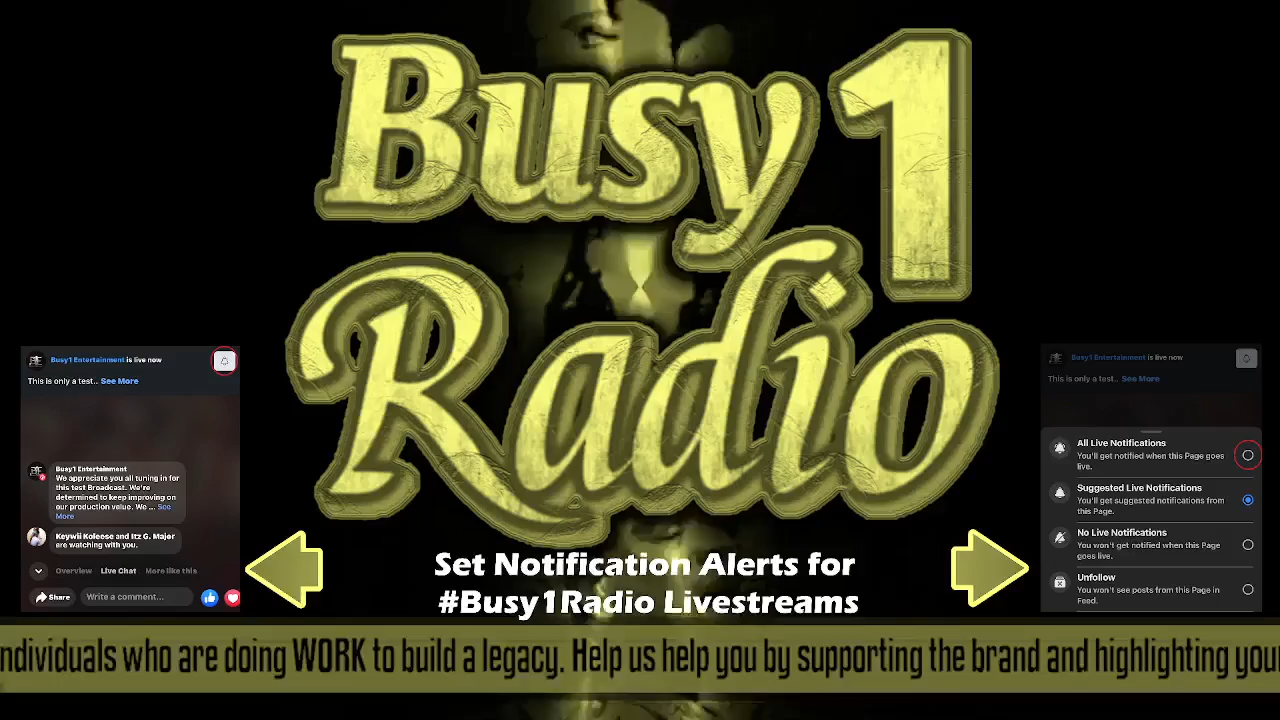 Busy 1
Radio
Busy1 Entertainment is live now
This is only a test.. See More
Busy1 Entertainment
We appreciate you all tuning in for
this test Broadcast. We're
determined to keep improving on
our production velue. We ... See
More
Keywii Koleese and Itz G. Major
are watching with you.
Overview Live Chat More like this
Share Write a comment...
Set Notification Alerts for
#Busy1Radio Livestreams
Busy1 Entertainment is live now
This is only a test.. See More
All Live Notifications
You'll get notified when this Page goes
live.
Suggested Live Notifications
You'll get suggested notifications from
this Page.
No Live Notifications
You won't get notified when this Page
goes live.
Unfollow
You won't see posts from this Page in
Feed.
ndividuals who are doing WORK to build a legacy. Help us help you by supporting the brand and highlighting your